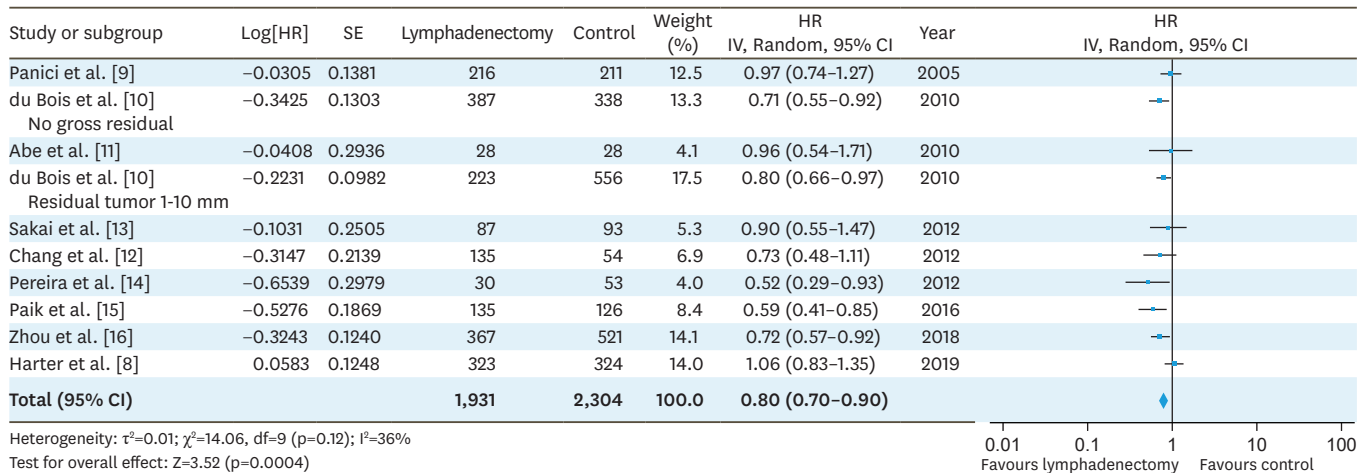 Study or subgroup Log[HR] SE Lymphadenectomy Control Weight (%) HR IV, Random, 95% CI Year HR IV, Random, 95% CI
Panici et al. [9] −0.0305 0.1381 216 211 12.5 0.97 (0.74–1.27) 2005
du Bois et al. [10] −0.3425 0.1303 387 338 13.3 0.71 (0.55–0.92) 2010
No gross residual
Abe et al. [11] −0.0408 0.2936 28 28 4.1 0.96 (0.54–1.71) 2010
du Bois et al. [10] −0.2231 0.0982 223 556 17.5 0.80 (0.66–0.97) 2010
Residual tumor 1-10 mm
Sakai et al. [13] −0.1031 0.2505 87 93 5.3 0.90 (0.55–1.47) 2012
Chang et al. [12] −0.3147 0.2139 135 54 6.9 0.73 (0.48–1.11) 2012
Pereira et al. [14] −0.6539 0.2979 30 53 4.0 0.52 (0.29–0.93) 2012
Paik et al. [15] −0.5276 0.1869 135 126 8.4 0.59 (0.41–0.85) 2016
Zhou et al. [16] −0.3243 0.1240 367 521 14.1 0.72 (0.57–0.92) 2018
Harter et al. [8] 0.0583 0.1248 323 324 14.0 1.06 (0.83–1.35) 2019
Total (95% CI) 1,931 2,304 100.0 0.80 (0.70–0.90)
Heterogeneity: τ²=0.01; χ²=14.06, df=9 (p=0.12); I²=36%
Test for overall effect: Z=3.52 (p=0.0004)
0.01 0.1 1 10 100
Favours lymphadenectomy Favours control